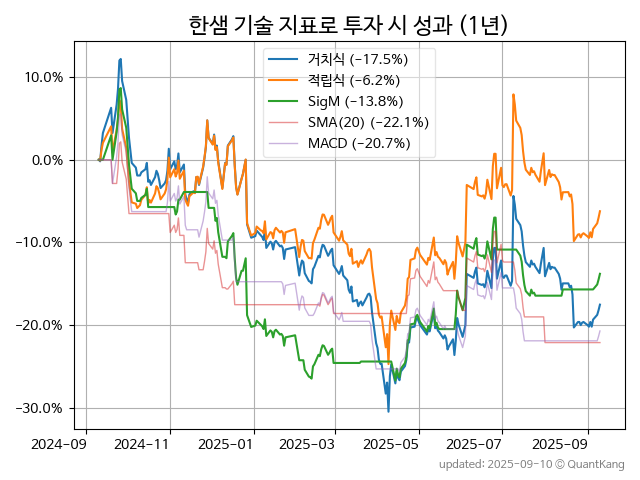 한샘 기술 지표로 투자 시 성과 (1년)
거치식 (−17.5%)
적립식 (−6.2%)
SigM (−13.8%)
SMA(20) (−22.1%)
MACD (−20.7%)
10.0%
0.0%
−10.0%
−20.0%
−30.0%
2024-09
2024-11
2025-01
2025-03
2025-05
2025-07
2025-09
updated: 2025-09-10 © QuantKang